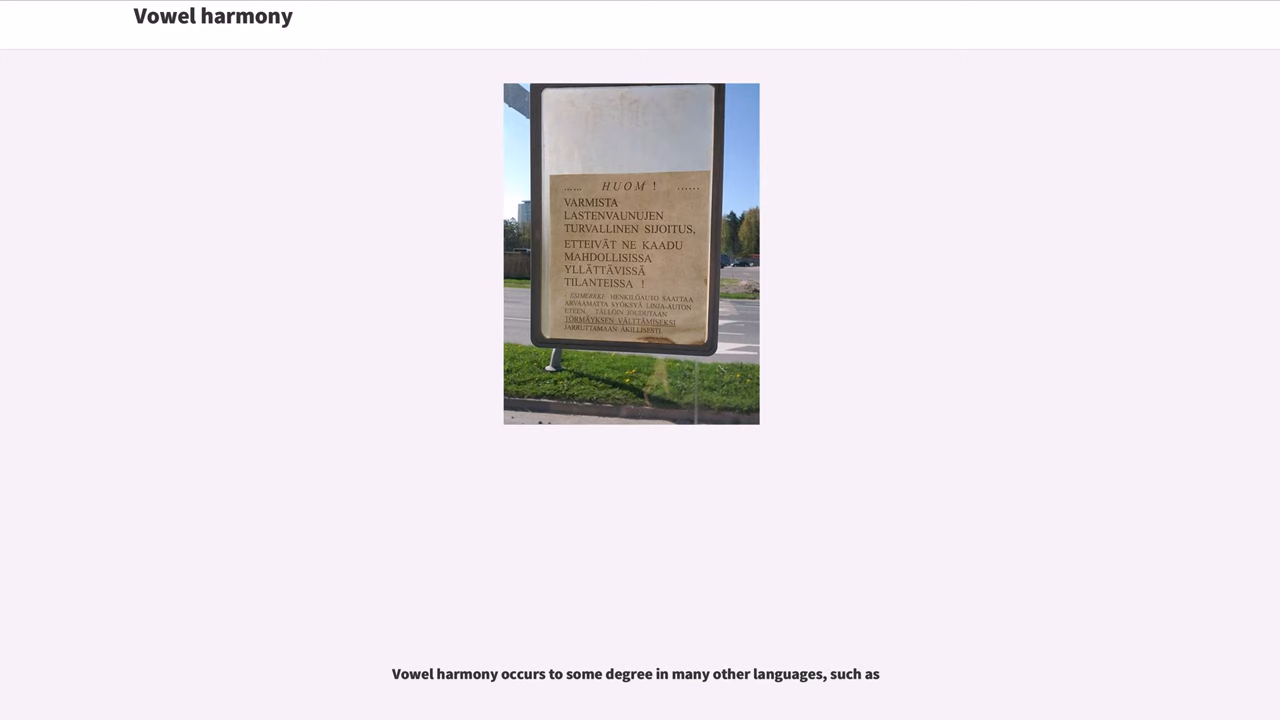 Vowel harmony
...... HUOM ! ......
VARMISTA
LASTENVAUNUJEN
TURVALLINEN SIJOITUS,
ETTEIVÄT NE KAADU
MAHDOLLISISSA
YLLÄTTÄVISSÄ
TILANTEISSA !
ESIMERKKI: HENKILÖAUTO SAATTAA
ARVAAMATTA SYÖKSYÄ LINJA-AUTON
ETEEN. TÄLLÖIN JOUDUTAAN
TÖRMÄYKSEN VÄLTTÄMISEKSI
JARRUTTAMAAN ÄKILLISESTI
Vowel harmony occurs to some degree in many other languages, such as